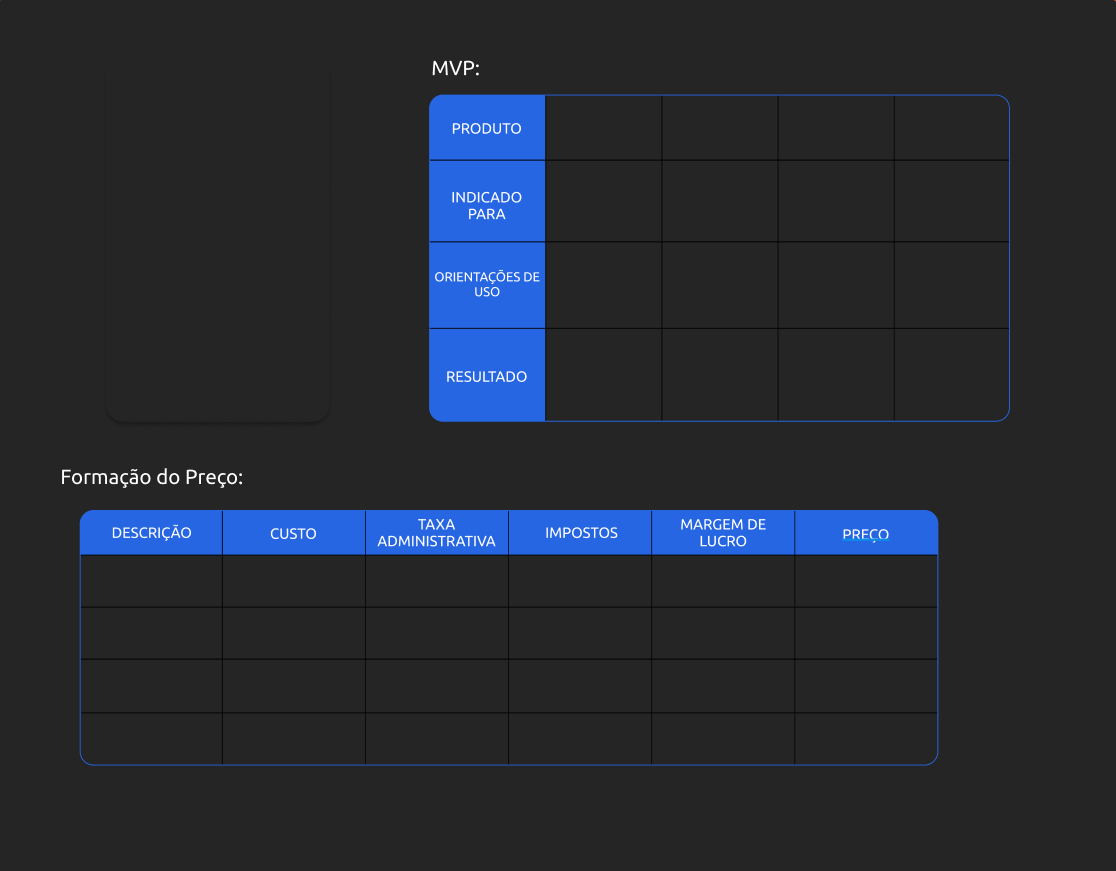 MVP:
PRODUTO
INDICADO
PARA
ORIENTAÇÕES DE
USO
RESULTADO
Formação do Preço:
DESCRIÇÃO
CUSTO
TAXA
ADMINISTRATIVA
IMPOSTOS
MARGEM DE
LUCRO
PREÇO